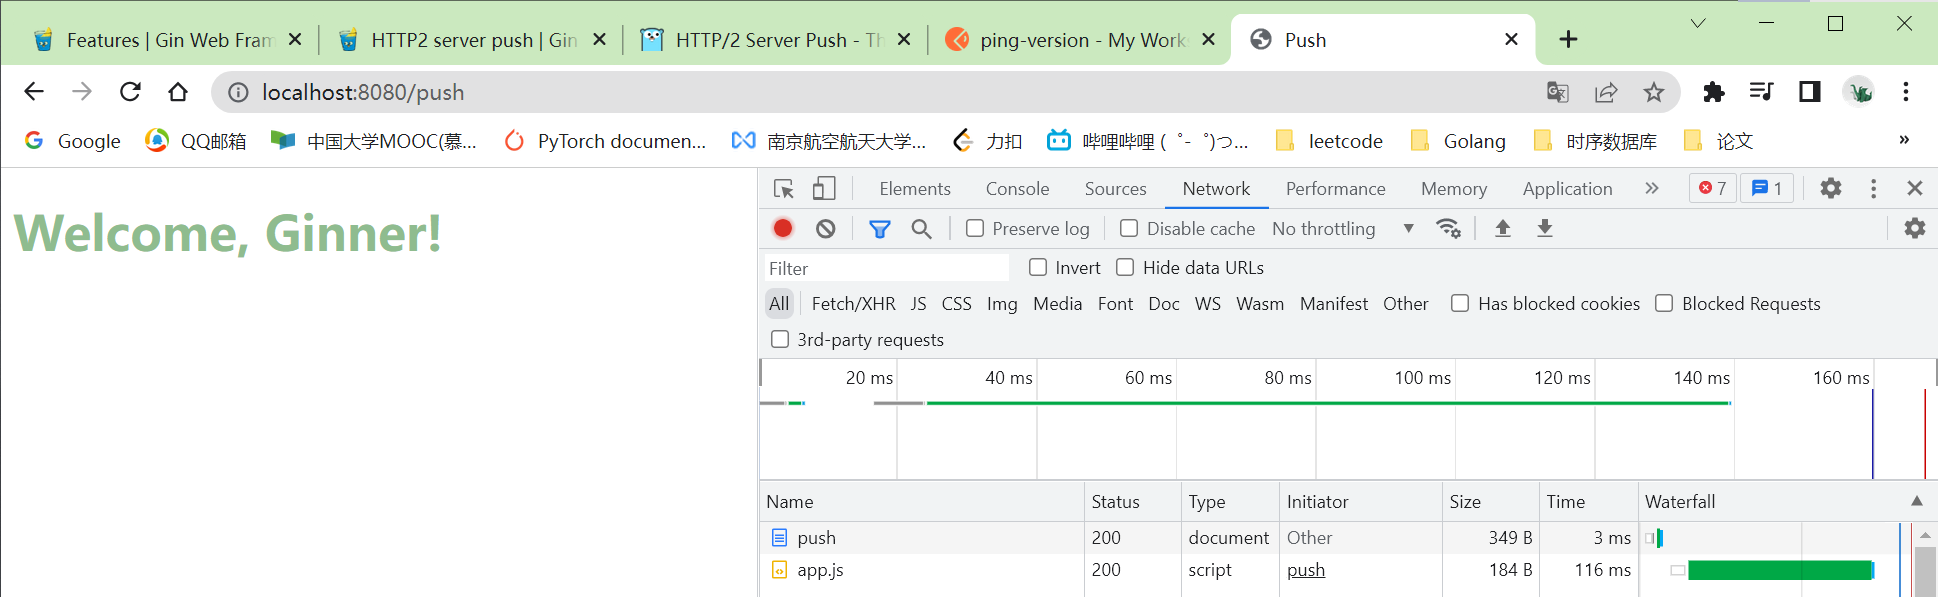 Features | Gin Web Fram
HTTP2 server push | Gin
HTTP/2 Server Push - Th
ping-version - My Work
Push
localhost:8080/push
Google QQ邮箱 中国大学MOOC(慕... PyTorch documen... 南京航空航天大学... 力扣 哔哩哔哩 ( ゜- ゜)つ... leetcode Golang 时序数据库 论文 »
Welcome, Ginner!
Elements Console Sources Network Performance Memory Application » 7 1
Preserve log Disable cache No throttling
Filter Invert Hide data URLs
All Fetch/XHR JS CSS Img Media Font Doc WS Wasm Manifest Other Has blocked cookies Blocked Requests
3rd-party requests
20 ms 40 ms 60 ms 80 ms 100 ms 120 ms 140 ms 160 ms
Name Status Type Initiator Size Time Waterfall
push 200 document Other 349 B 3 ms
app.js 200 script push 184 B 116 ms